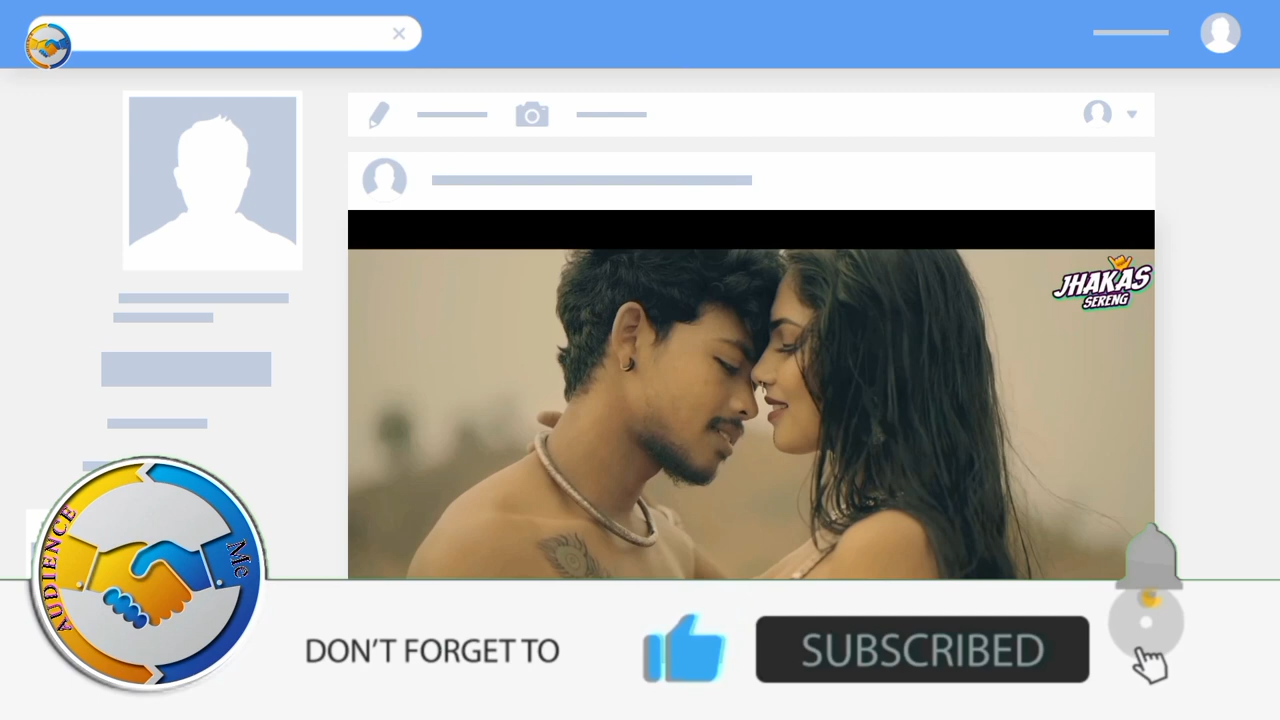 JHAKAS
SERENG
AUDIENCE
Me
DON'T FORGET TO
SUBSCRIBED